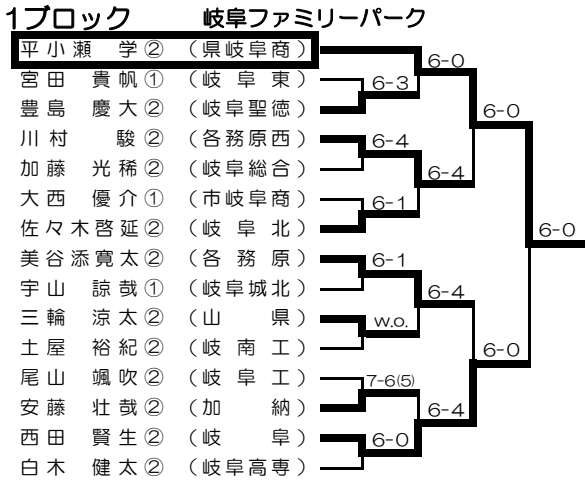 1ブロック 岐阜ファミリーパーク
平小瀬 学② (県岐阜商)
宮田 貴帆① (岐阜東)
豊島 慶大② (岐阜聖徳)
川村 駿② (各務原西)
加藤 光稀② (岐阜総合)
大西 優介① (市岐阜商)
佐々木啓延② (岐阜北)
美谷添寛太② (各務原)
宇山 諒哉① (岐阜城北)
三輪 涼太② (山県)
土屋 裕紀② (岐南工)
尾山 颯吹② (岐阜工)
安藤 壮哉② (加納)
西田 賢生② (岐阜)
白木 健太② (岐阜高専)
6-3
6-4
6-1
6-1
w.o.
7-6(5)
6-0
6-0
6-4
6-4
6-4
6-0
6-0
6-0